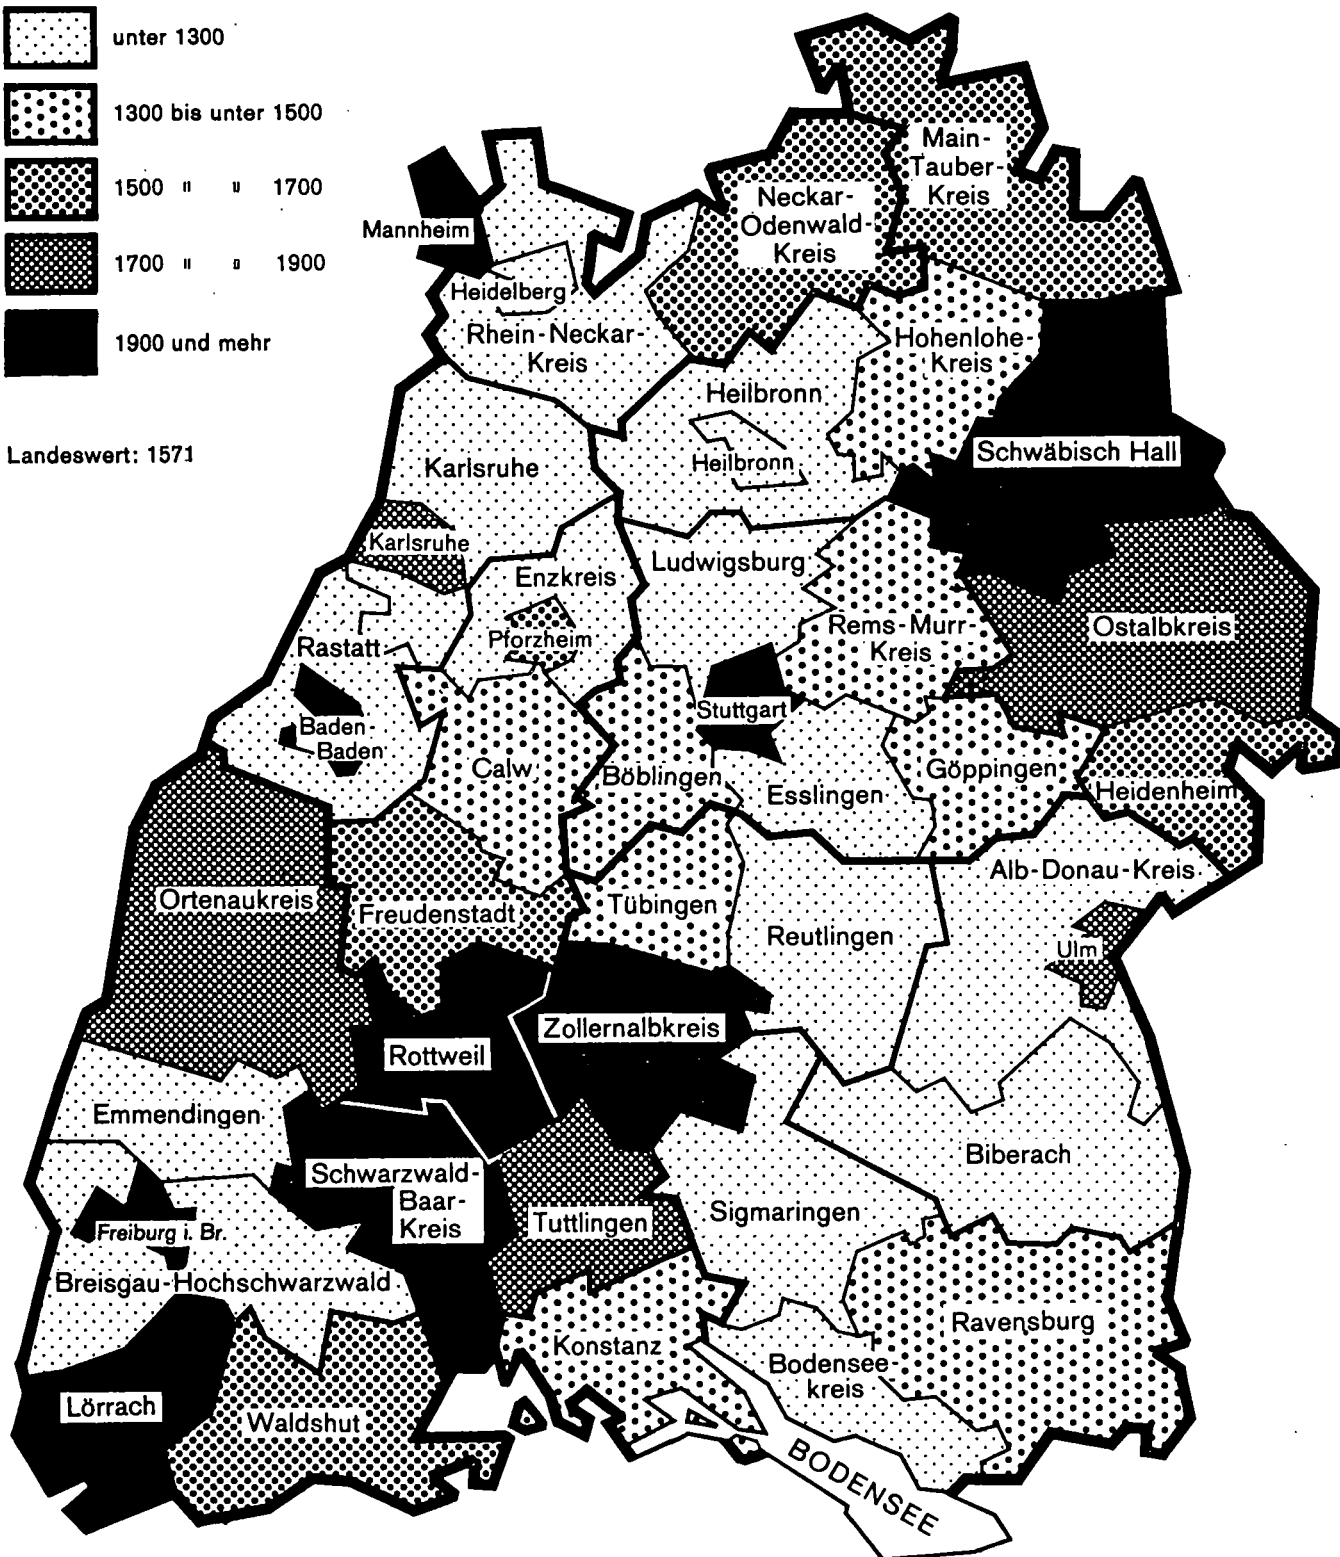 unter 1300
1300 bis unter 1500
1500 " " 1700
1700 " " 1900
1900 und mehr
Landeswert: 1571
Main-
Tauber-
Kreis
Neckar-
Odenwald-
Kreis
Mannheim
Heidelberg
Rhein-Neckar-
Kreis
Hohenlohe-
Kreis
Heilbronn
Heilbronn
Schwäbisch Hall
Karlsruhe
Karlsruhe
Enzkreis
Ludwigsburg
Pforzheim
Rems-Murr-
Kreis
Ostalbkreis
Rastatt
Stuttgart
Baden-
Baden
Calw
Böblingen
Esslingen
Göppingen
Heidenheim
Alb-Donau-Kreis
Ortenaukreis
Freudenstadt
Tübingen
Reutlingen
Ulm
Zollernalbkreis
Rottweil
Emmendingen
Biberach
Schwarzwald-
Baar-
Kreis
Sigmaringen
Tuttlingen
Freiburg i. Br.
Breisgau-Hochschwarzwald
Ravensburg
Konstanz
Bodensee-
kreis
Lörrach
Waldshut
BODENSEE